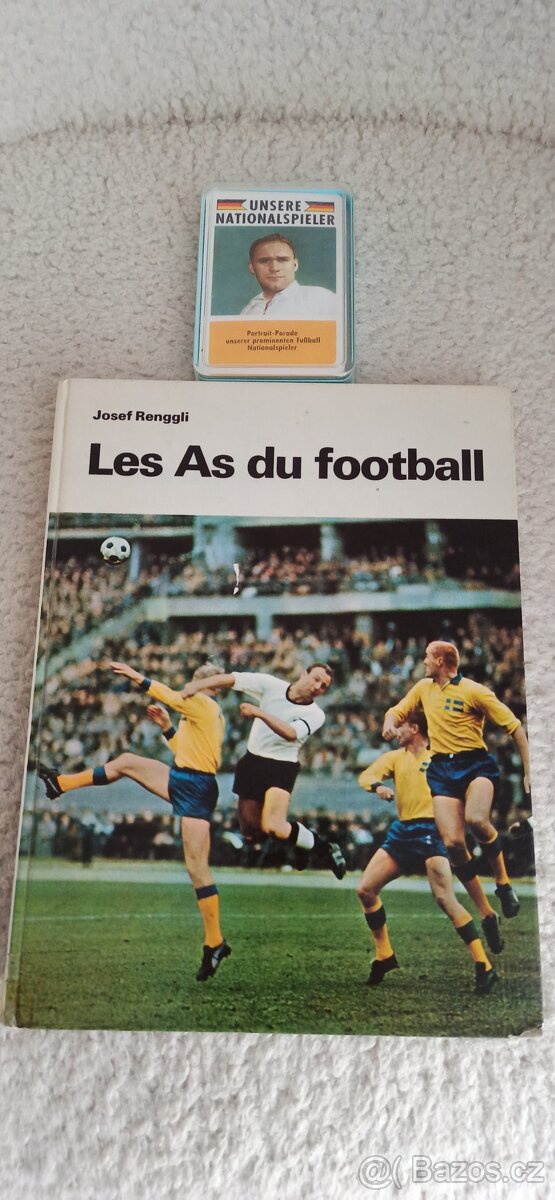 UNSERE
NATIONALSPIELER
Portrait-Parade
unserer prominenten Fußball
Nationalspieler
Josef Renggli
Les As du football
@( Bazos.cz